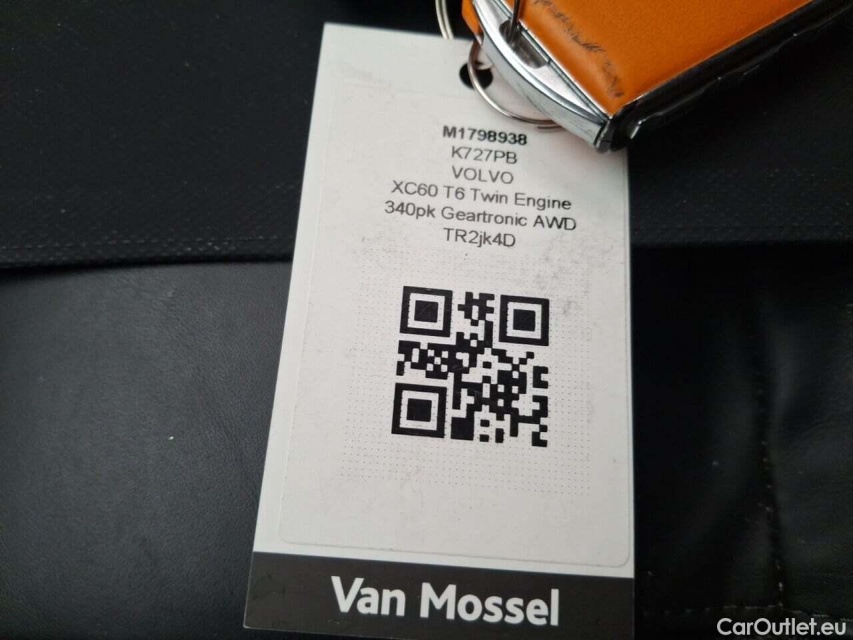 M1798938
K727PB
VOLVO
XC60 T6 Twin Engine
340pk Geartronic AWD
TR2jk4D
Van Mossel
CarOutlet.eu